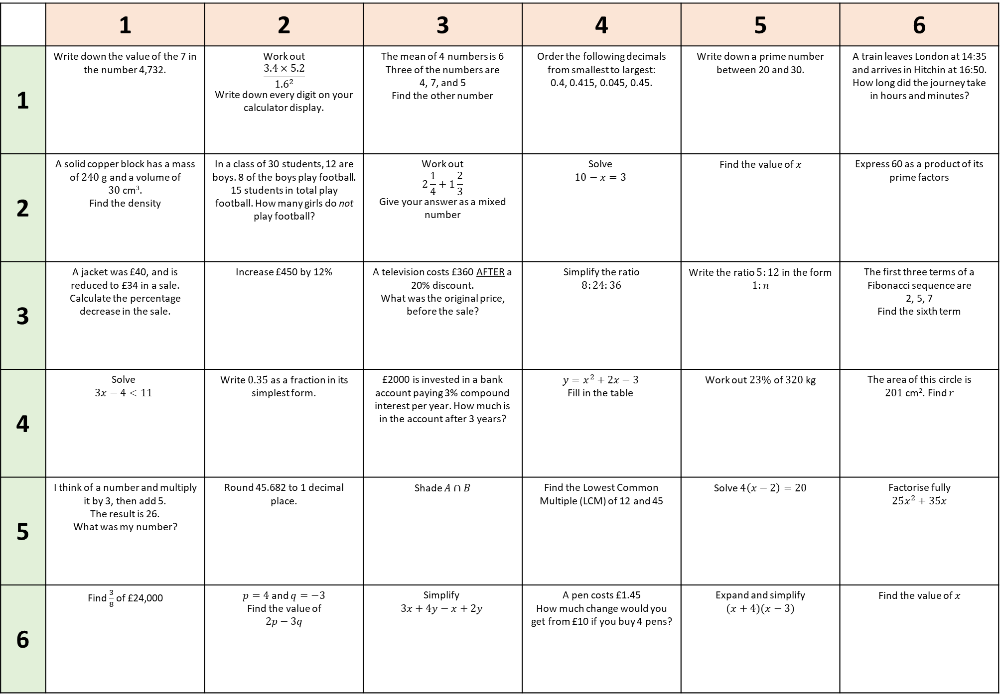 1 2 3 4 5 6
1
Write down the value of the 7 in
the number 4,732.
Work out
3.4 × 5.2
1.6²
Write down every digit on your
calculator display.
The mean of 4 numbers is 6
Three of the numbers are
4, 7, and 5
Find the other number
Order the following decimals
from smallest to largest:
0.4, 0.415, 0.045, 0.45.
Write down a prime number
between 20 and 30.
A train leaves London at 14:35
and arrives in Hitchin at 16:50.
How long did the journey take
in hours and minutes?
2
A solid copper block has a mass
of 240 g and a volume of
30 cm³.
Find the density
In a class of 30 students, 12 are
boys. 8 of the boys play football.
15 students in total play
football. How many girls do not
play football?
Work out
2 1/4 + 1 2/3
Give your answer as a mixed
number
Solve
10 − x = 3
Find the value of x
Express 60 as a product of its
prime factors
3
A jacket was £40, and is
reduced to £34 in a sale.
Calculate the percentage
decrease in the sale.
Increase £450 by 12%
A television costs £360 AFTER a
20% discount.
What was the original price,
before the sale?
Simplify the ratio
8: 24: 36
Write the ratio 5: 12 in the form
1: n
The first three terms of a
Fibonacci sequence are
2, 5, 7
Find the sixth term
4
Solve
3x − 4 < 11
Write 0.35 as a fraction in its
simplest form.
£2000 is invested in a bank
account paying 3% compound
interest per year. How much is
in the account after 3 years?
y = x² + 2x − 3
Fill in the table
Work out 23% of 320 kg
The area of this circle is
201 cm². Find r
5
I think of a number and multiply
it by 3, then add 5.
The result is 26.
What was my number?
Round 45.682 to 1 decimal
place.
Shade A ∩ B
Find the Lowest Common
Multiple (LCM) of 12 and 45
Solve 4(x − 2) = 20
Factorise fully
25x² + 35x
6
Find 3/8 of £24,000
p = 4 and q = −3
Find the value of
2p − 3q
Simplify
3x + 4y − x + 2y
A pen costs £1.45
How much change would you
get from £10 if you buy 4 pens?
Expand and simplify
(x + 4)(x − 3)
Find the value of x